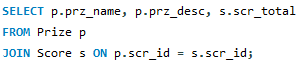 SELECT p.prz_name, p.prz_desc, s.scr_total
FROM Prize p
JOIN Score s ON p.scr_id = s.scr_id;